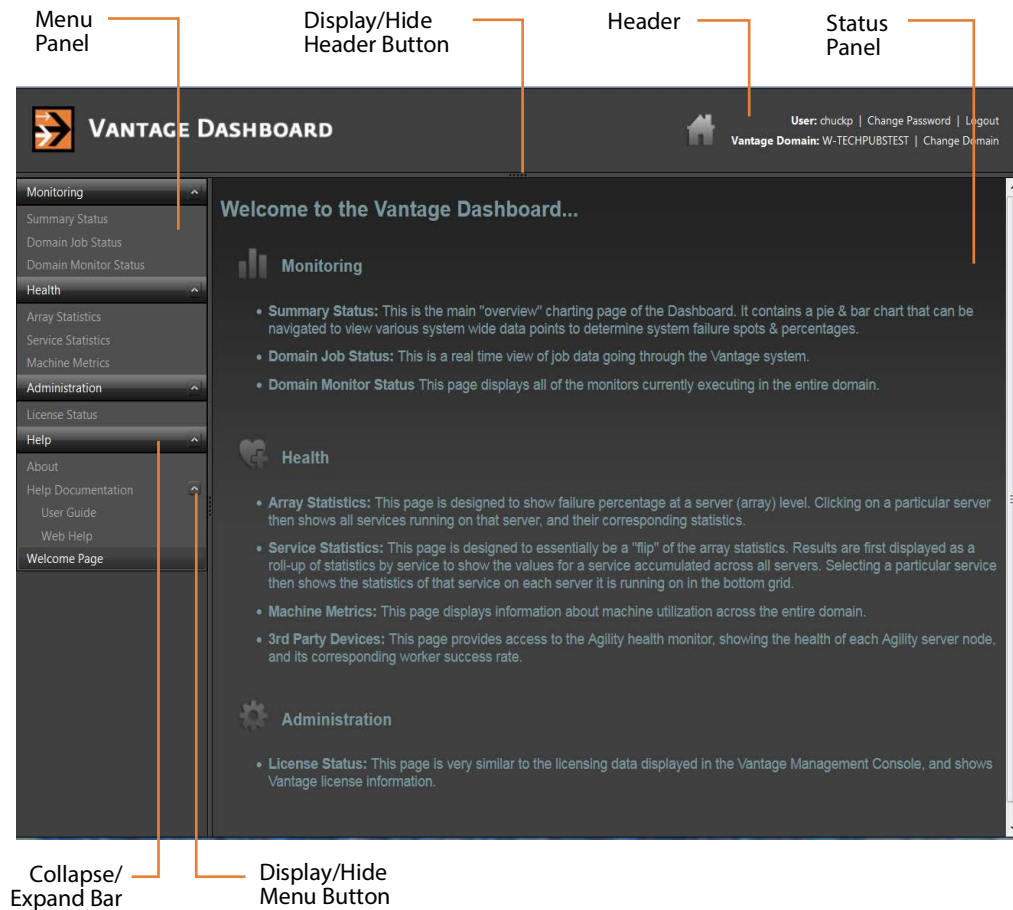 Menu
Panel
Display/Hide
Header Button
Header
Status
Panel
VANTAGE DASHBOARD
User: chuckp | Change Password | Logout
Vantage Domain: W-TECHPUBSTEST | Change Domain
Monitoring
Summary Status
Domain Job Status
Domain Monitor Status
Health
Array Statistics
Service Statistics
Machine Metrics
Administration
License Status
Help
About
Help Documentation
User Guide
Web Help
Welcome Page
Welcome to the Vantage Dashboard...
Monitoring
• Summary Status: This is the main "overview" charting page of the Dashboard. It contains a pie & bar chart that can be
navigated to view various system wide data points to determine system failure spots & percentages.
• Domain Job Status: This is a real time view of job data going through the Vantage system.
• Domain Monitor Status This page displays all of the monitors currently executing in the entire domain.
Health
• Array Statistics: This page is designed to show failure percentage at a server (array) level. Clicking on a particular server
then shows all services running on that server, and their corresponding statistics.
• Service Statistics: This page is designed to essentially be a "flip" of the array statistics. Results are first displayed as a
roll-up of statistics by service to show the values for a service accumulated across all servers. Selecting a particular service
then shows the statistics of that service on each server it is running on in the bottom grid.
• Machine Metrics: This page displays information about machine utilization across the entire domain.
• 3rd Party Devices: This page provides access to the Agility health monitor, showing the health of each Agility server node,
and its corresponding worker success rate.
Administration
• License Status: This page is very similar to the licensing data displayed in the Vantage Management Console, and shows
Vantage license information.
Collapse/
Expand Bar
Display/Hide
Menu Button